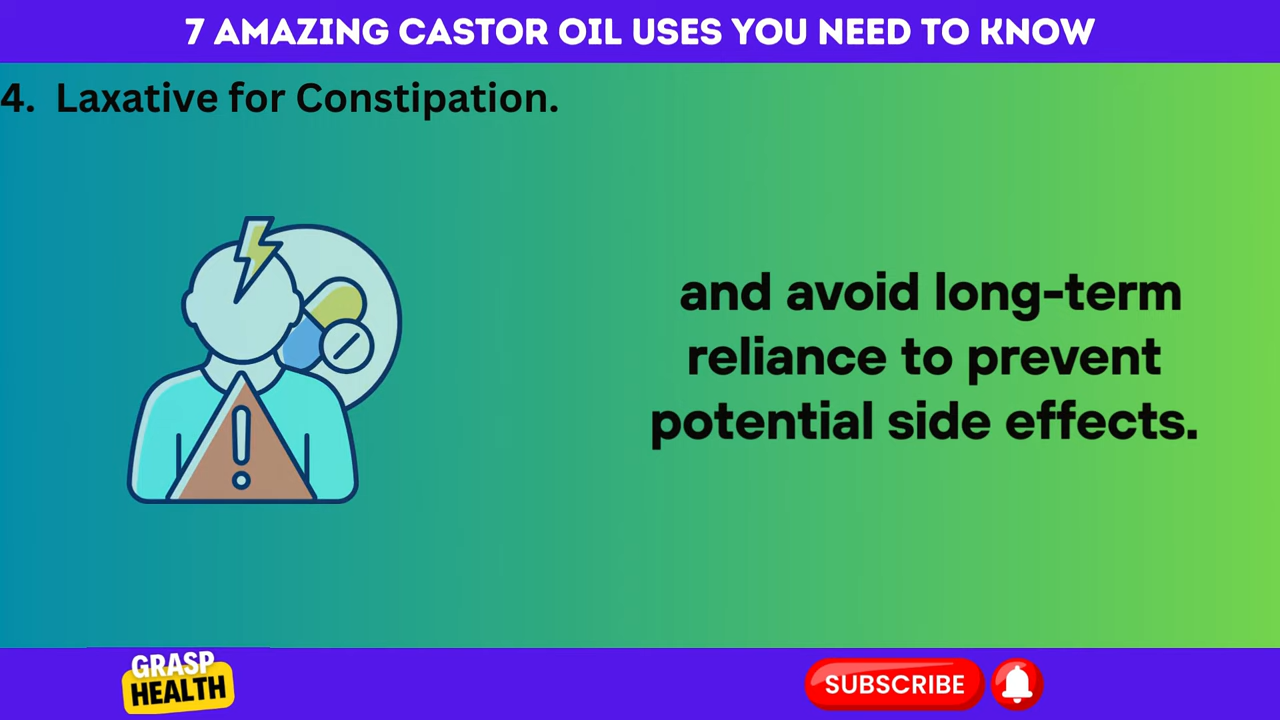 7 AMAZING CASTOR OIL USES YOU NEED TO KNOW
4. Laxative for Constipation.
and avoid long-term
reliance to prevent
potential side effects.
GRASP
HEALTH
SUBSCRIBE